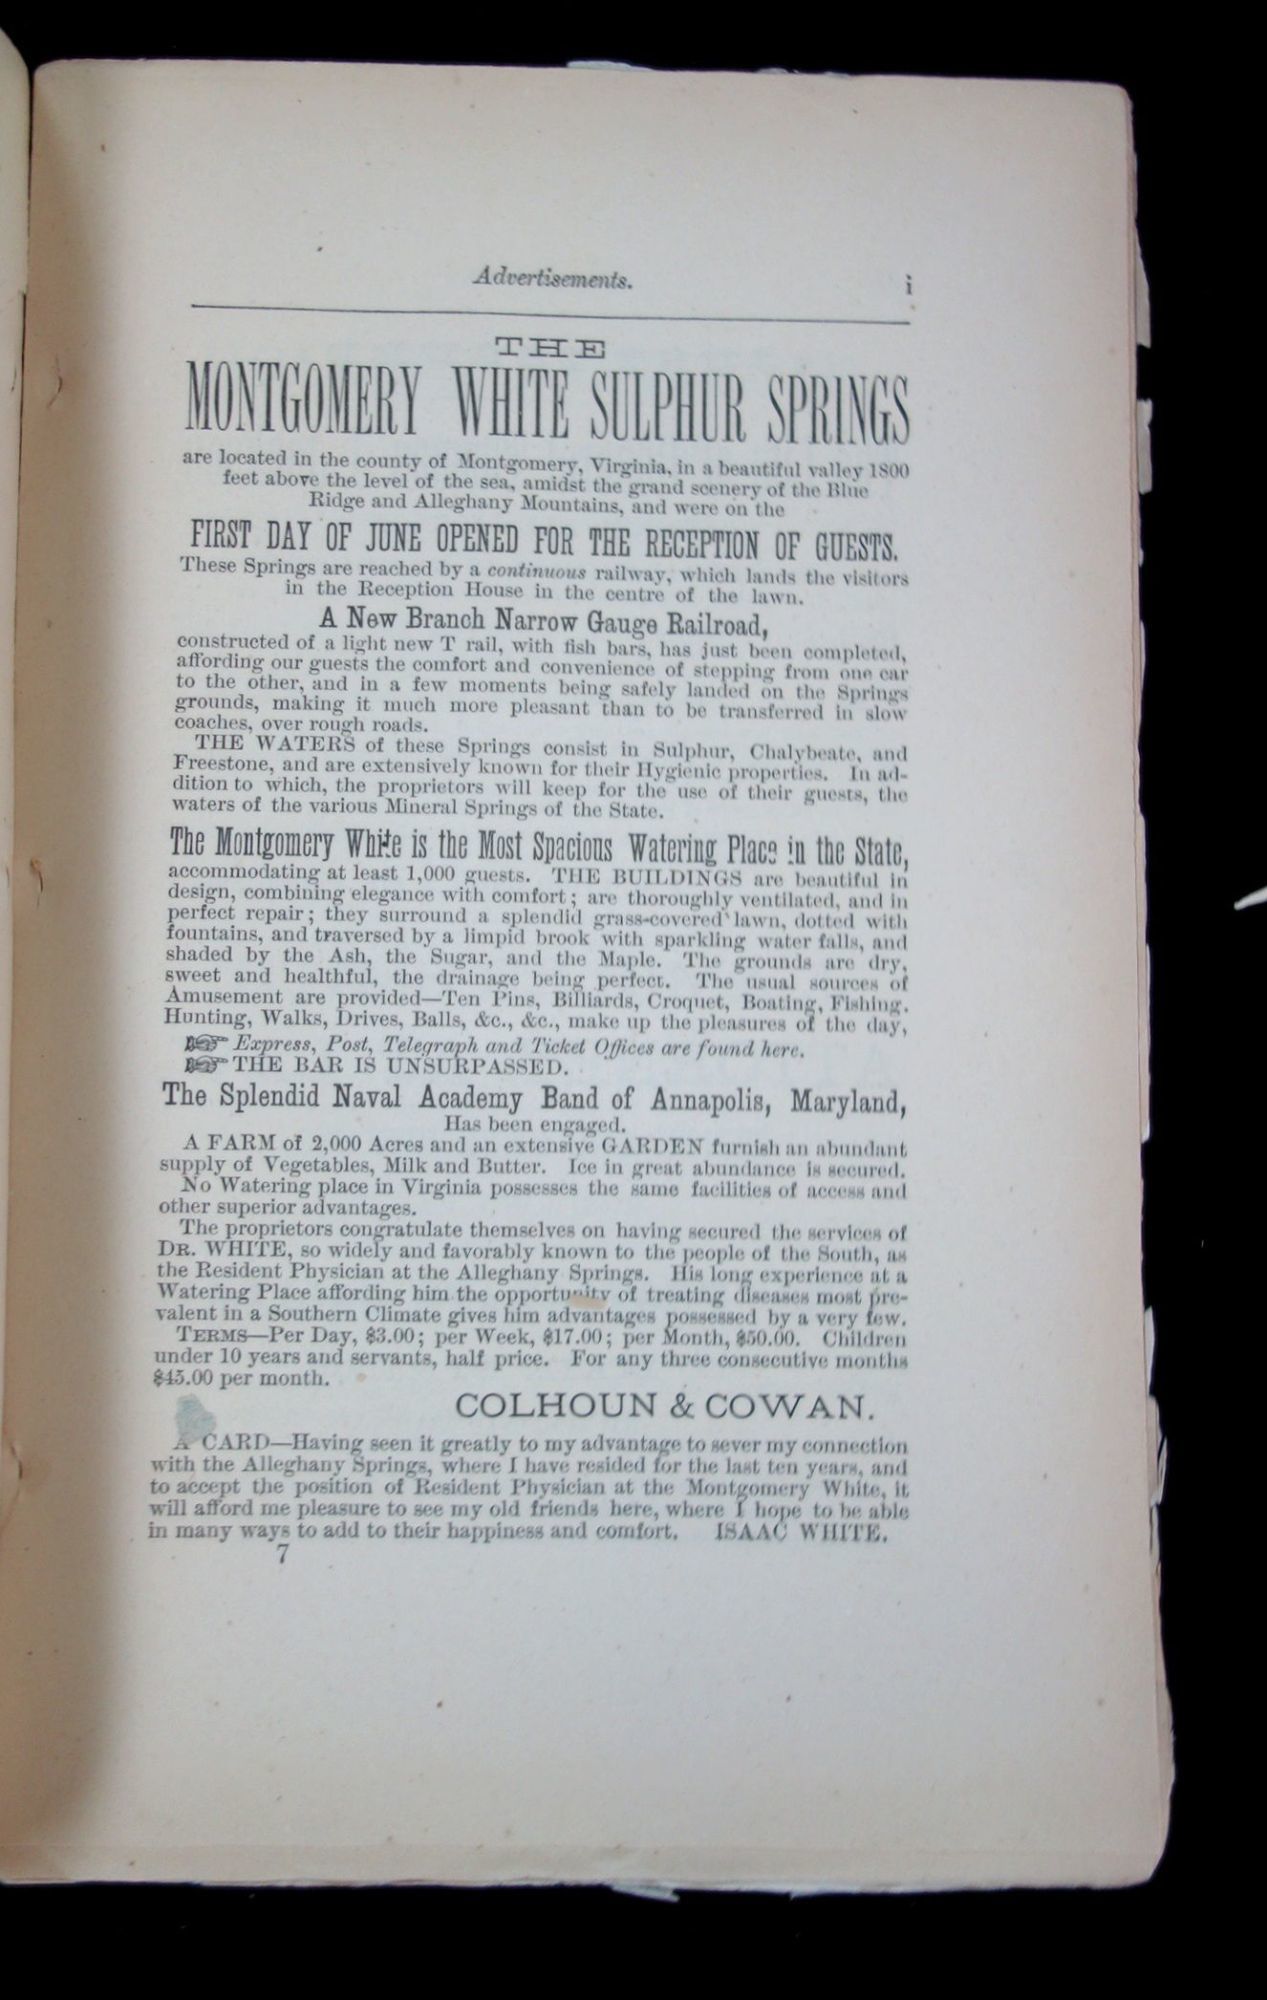 Advertisements. i
THE
MONTGOMERY WHITE SULPHUR SPRINGS
are located in the county of Montgomery, Virginia, in a beautiful valley 1800
feet above the level of the sea, amidst the grand scenery of the Blue
Ridge and Alleghany Mountains, and were on the
FIRST DAY OF JUNE OPENED FOR THE RECEPTION OF GUESTS.
These Springs are reached by a continuous railway, which lands the visitors
in the Reception House in the centre of the lawn.
A New Branch Narrow Gauge Railroad,
constructed of a light new T rail, with fish bars, has just been completed,
affording our guests the comfort and convenience of stepping from one car
to the other, and in a few moments being safely landed on the Springs
grounds, making it much more pleasant than to be transferred in slow
coaches, over rough roads.
THE WATERS of these Springs consist in Sulphur, Chalybeate, and
Freestone, and are extensively known for their Hygienic properties. In ad-
dition to which, the proprietors will keep for the use of their guests, the
waters of the various Mineral Springs of the State.
The Montgomery White is the Most Spacious Watering Place in the State,
accommodating at least 1,000 guests. THE BUILDINGS are beautiful in
design, combining elegance with comfort; are thoroughly ventilated, and in
perfect repair; they surround a splendid grass-covered lawn, dotted with
fountains, and traversed by a limpid brook with sparkling water falls, and
shaded by the Ash, the Sugar, and the Maple. The grounds are dry,
sweet and healthful, the drainage being perfect. The usual sources of
Amusement are provided—Ten Pins, Billiards, Croquet, Boating, Fishing,
Hunting, Walks, Drives, Balls, &c., &c., make up the pleasures of the day,
☞ Express, Post, Telegraph and Ticket Offices are found here.
☞ THE BAR IS UNSURPASSED.
The Splendid Naval Academy Band of Annapolis, Maryland,
Has been engaged.
A FARM of 2,000 Acres and an extensive GARDEN furnish an abundant
supply of Vegetables, Milk and Butter. Ice in great abundance is secured.
No Watering place in Virginia possesses the same facilities of access and
other superior advantages.
The proprietors congratulate themselves on having secured the services of
DR. WHITE, so widely and favorably known to the people of the South, as
the Resident Physician at the Alleghany Springs. His long experience at a
Watering Place affording him the opportunity of treating diseases most pre-
valent in a Southern Climate gives him advantages possessed by a very few.
TERMS—Per Day, $3.00; per Week, $17.00; per Month, $50.00. Children
under 10 years and servants, half price. For any three consecutive months
$45.00 per month.
COLHOUN & COWAN.
A CARD—Having seen it greatly to my advantage to sever my connection
with the Alleghany Springs, where I have resided for the last ten years, and
to accept the position of Resident Physician at the Montgomery White, it
will afford me pleasure to see my old friends here, where I hope to be able
in many ways to add to their happiness and comfort. ISAAC WHITE.
7